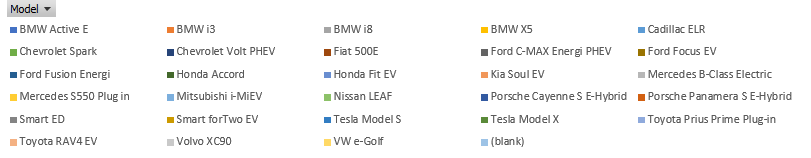 Model
BMW Active E BMW i3 BMW i8 BMW X5 Cadillac ELR
Chevrolet Spark Chevrolet Volt PHEV Fiat 500E Ford C-MAX Energi PHEV Ford Focus EV
Ford Fusion Energi Honda Accord Honda Fit EV Kia Soul EV Mercedes B-Class Electric
Mercedes S550 Plug in Mitsubishi i-MiEV Nissan LEAF Porsche Cayenne S E-Hybrid Porsche Panamera S E-Hybrid
Smart ED Smart forTwo EV Tesla Model S Tesla Model X Toyota Prius Prime Plug-in
Toyota RAV4 EV Volvo XC90 VW e-Golf (blank)